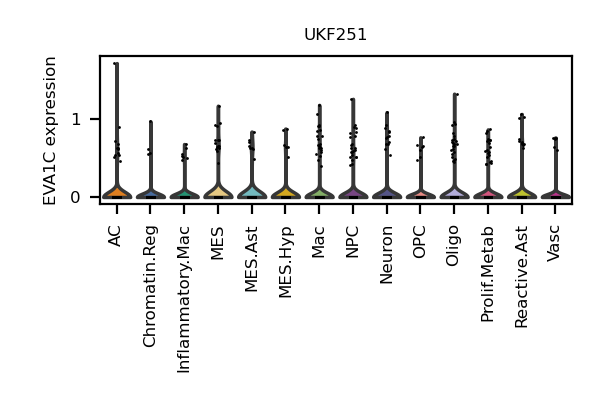 UKF251
EVA1C expression
1
0
AC
Chromatin.Reg
Inflammatory.Mac
MES
MES.Ast
MES.Hyp
Mac
NPC
Neuron
OPC
Oligo
Prolif.Metab
Reactive.Ast
Vasc